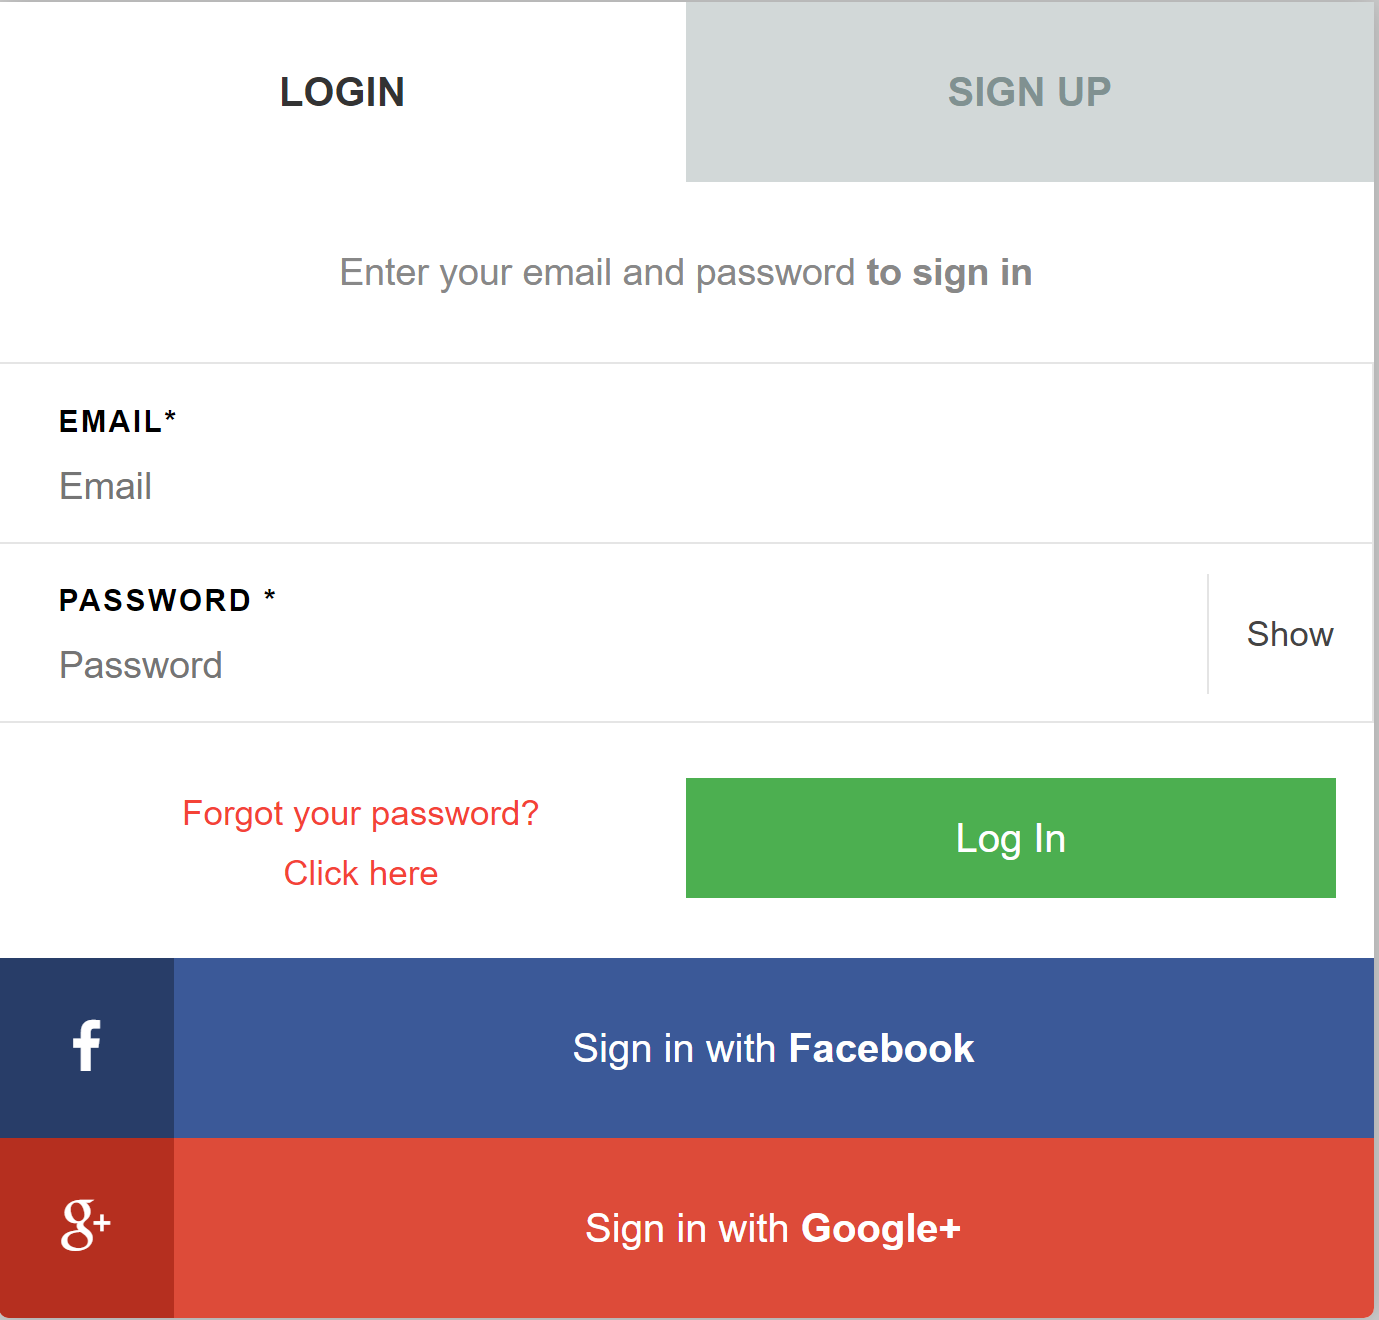 LOGIN
SIGN UP
Enter your email and password to sign in
EMAIL*
Email
PASSWORD *
Password
Show
Forgot your password?
Click here
Log In
f
Sign in with Facebook
g+
Sign in with Google+